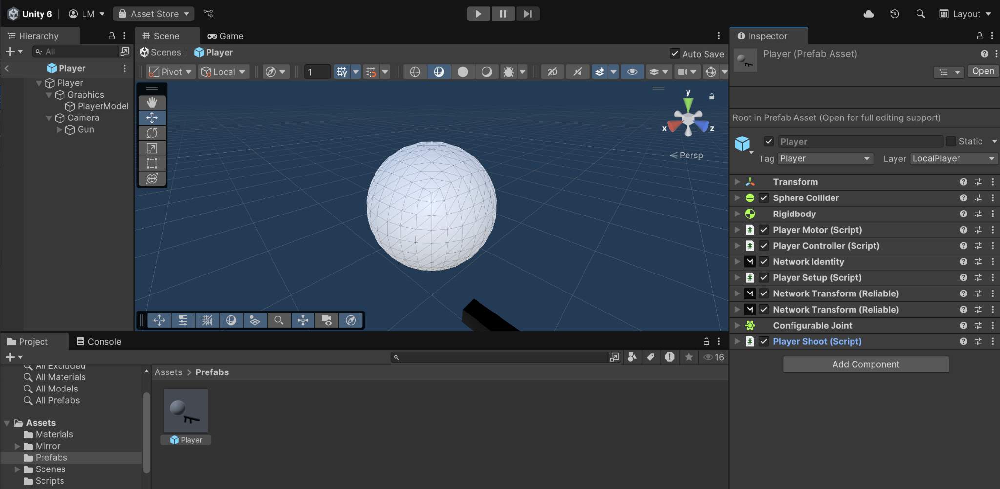 Unity 6
LM
Asset Store
Layout
Hierarchy
All
Player
Player
Graphics
PlayerModel
Camera
Gun
Scene
Game
Scenes
Player
Auto Save
Pivot
Local
1
2D
y
x
z
Persp
Project
Console
16
All Excluded
All Materials
All Models
All Prefabs
Assets
Materials
Mirror
Prefabs
Scenes
Scripts
Assets > Prefabs
Player
Inspector
Player (Prefab Asset)
Open
Root in Prefab Asset (Open for full editing support)
Player
Static
Tag Player
Layer LocalPlayer
Transform
Sphere Collider
Rigidbody
# Player Motor (Script)
# Player Controller (Script)
Network Identity
# Player Setup (Script)
Network Transform (Reliable)
Network Transform (Reliable)
Configurable Joint
# Player Shoot (Script)
Add Component